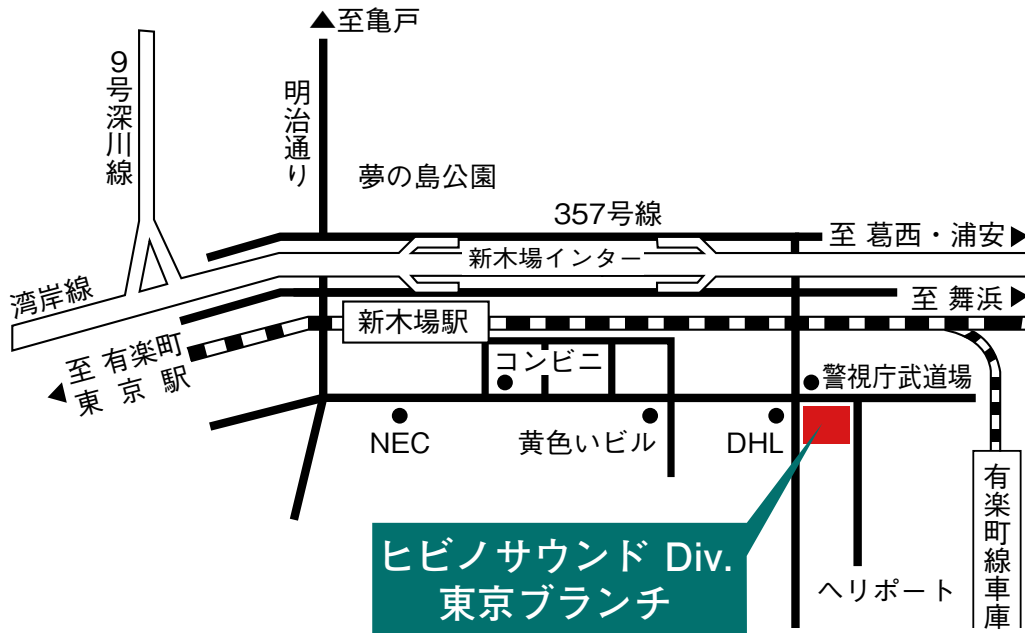 ▲至亀戸
9号深川線
明治通り
夢の島公園
357号線
至 葛西・浦安▶
新木場インター
湾岸線
至 舞浜▶
新木場駅
至 有楽町
◀東京駅
コンビニ
警視庁武道場
NEC
黄色いビル
DHL
有楽町線車庫
ヒビノサウンド Div.
東京ブランチ
ヘリポート